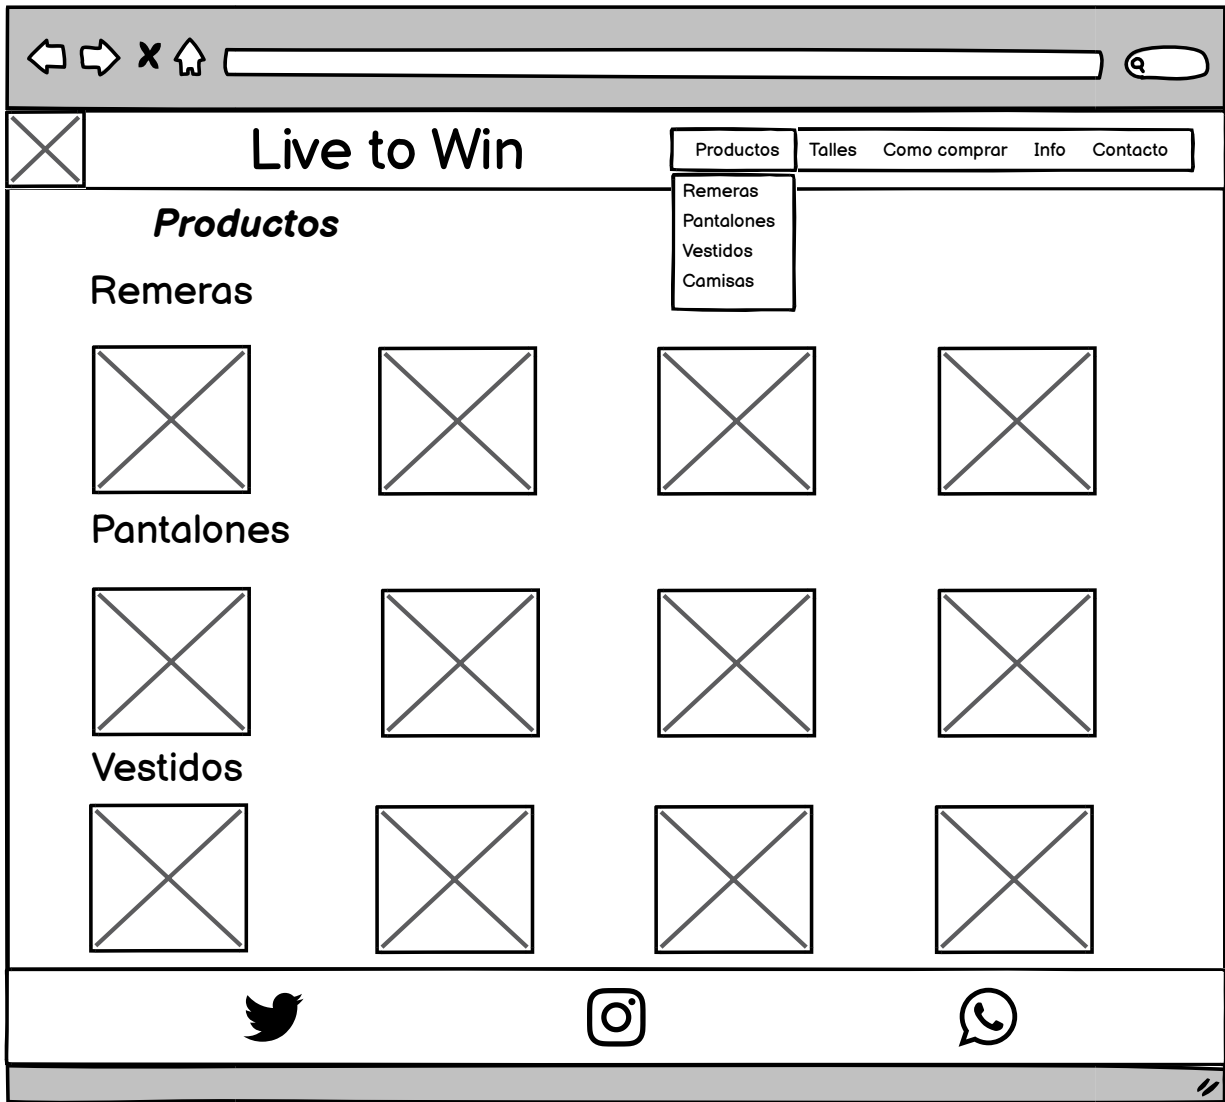 Live to Win
Productos Talles Como comprar Info Contacto
Remeras
Pantalones
Vestidos
Camisas
Productos
Remeras
Pantalones
Vestidos